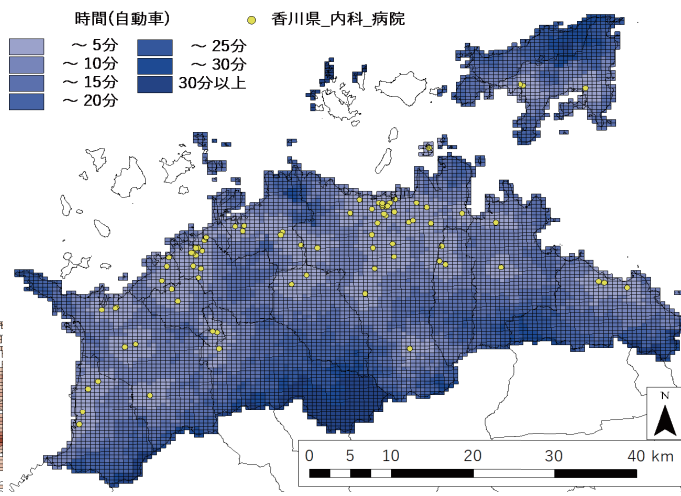 時間(自動車)
香川県_内科_病院
～ 5分
～ 10分
～ 15分
～ 20分
～ 25分
～ 30分
30分以上
N
0 5 10 20 30 40 km